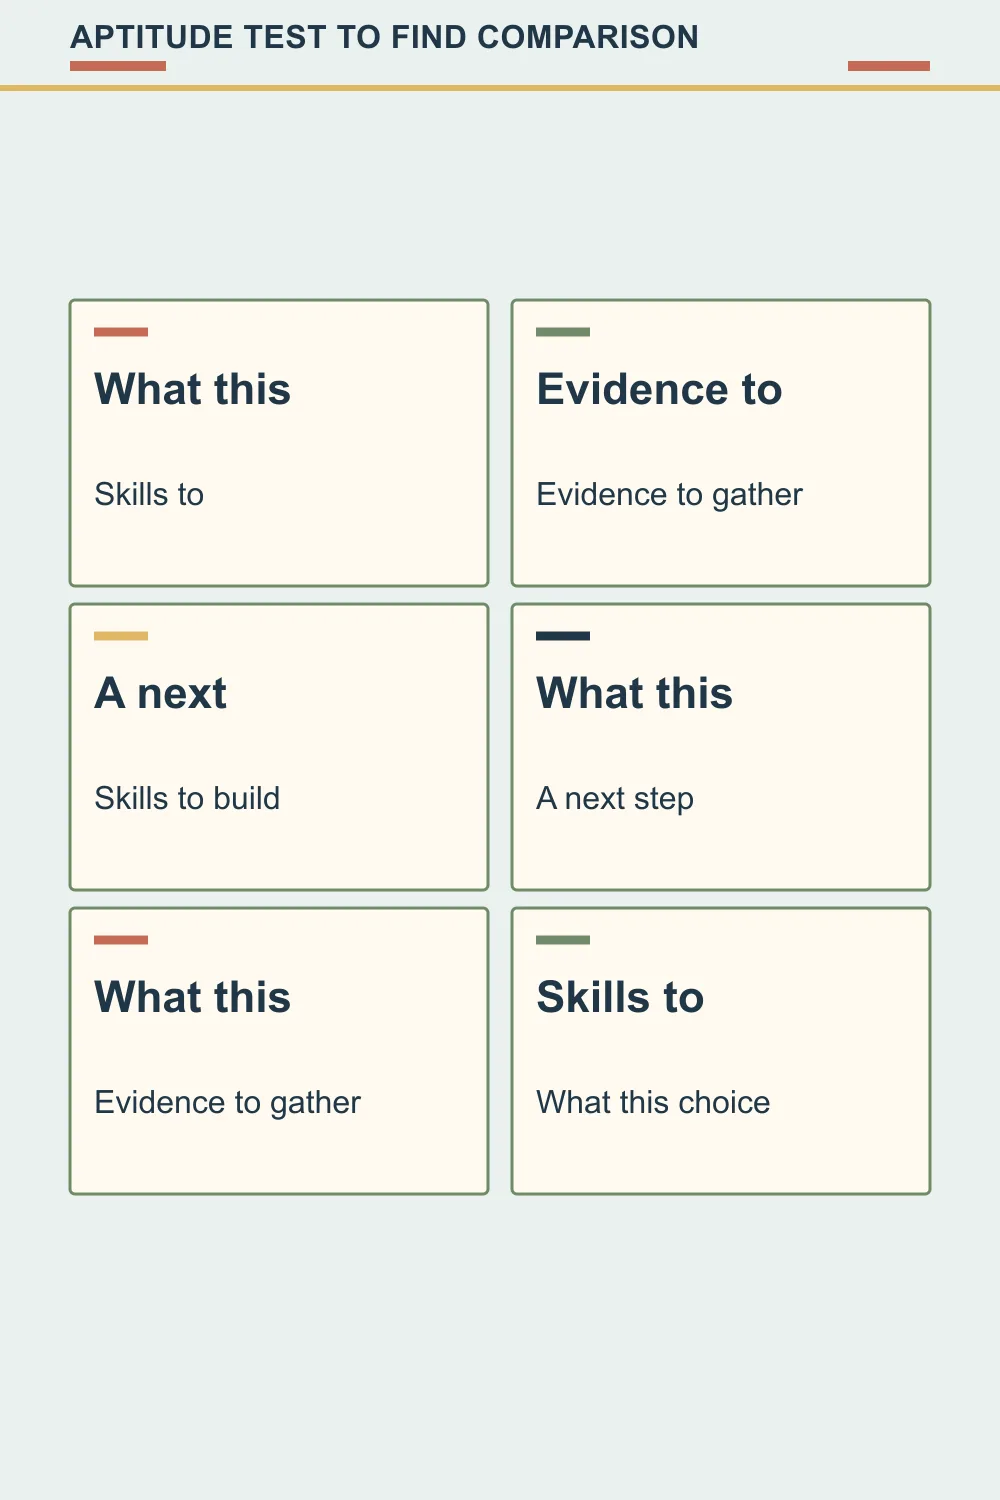 APTITUDE TEST TO FIND COMPARISON
What this
Skills to
Evidence to
Evidence to gather
A next
Skills to build
What this
A next step
What this
Evidence to gather
Skills to
What this choice